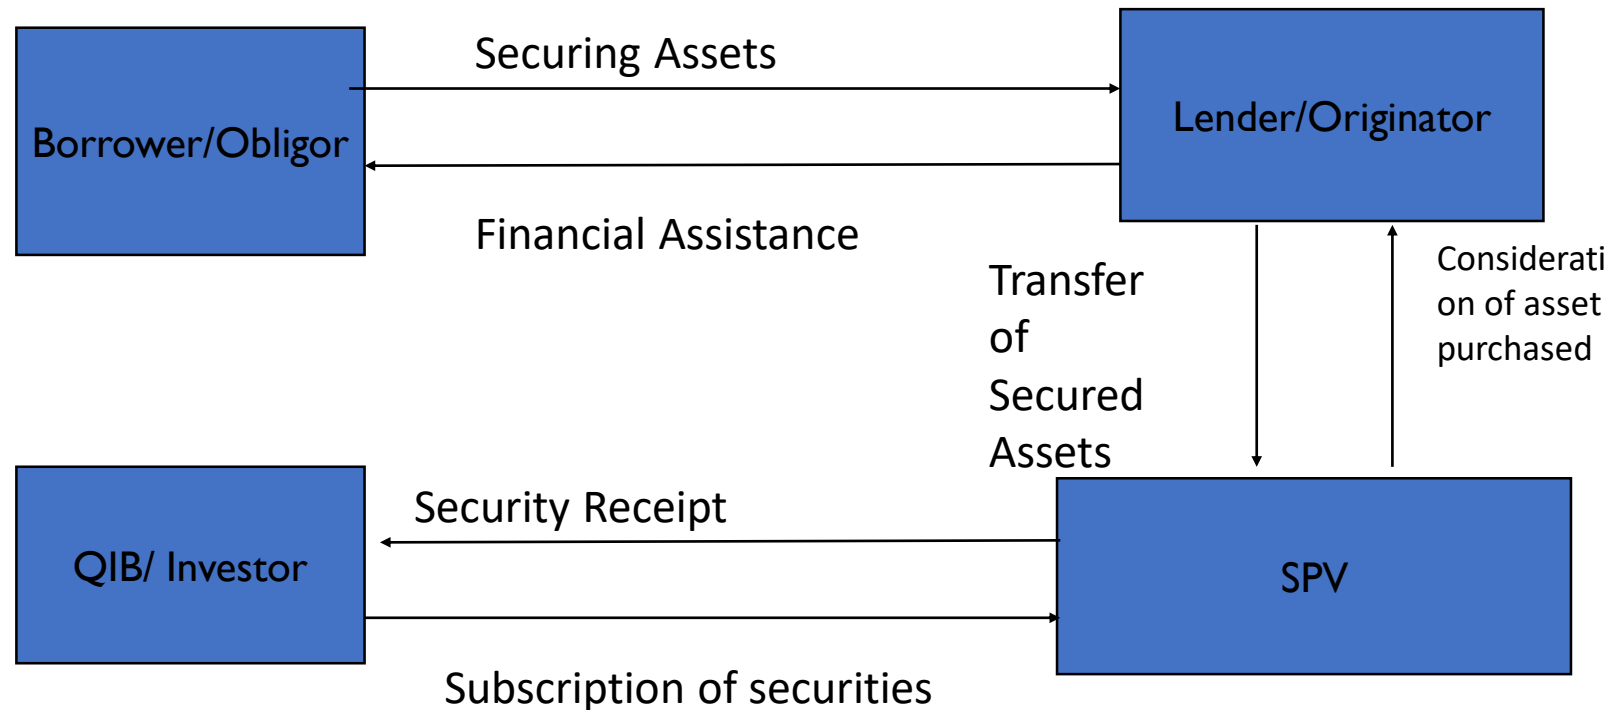 Securing Assets
Borrower/Obligor
Lender/Originator
Financial Assistance
Transfer
of
Secured
Assets
Considerati
on of asset
purchased
Security Receipt
QIB/ Investor
SPV
Subscription of securities